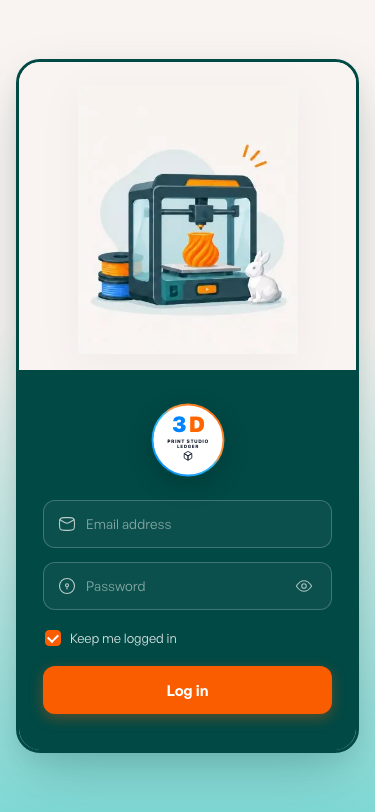 3D
PRINT STUDIO
LEDGER
Email address
Password
Keep me logged in
Log in